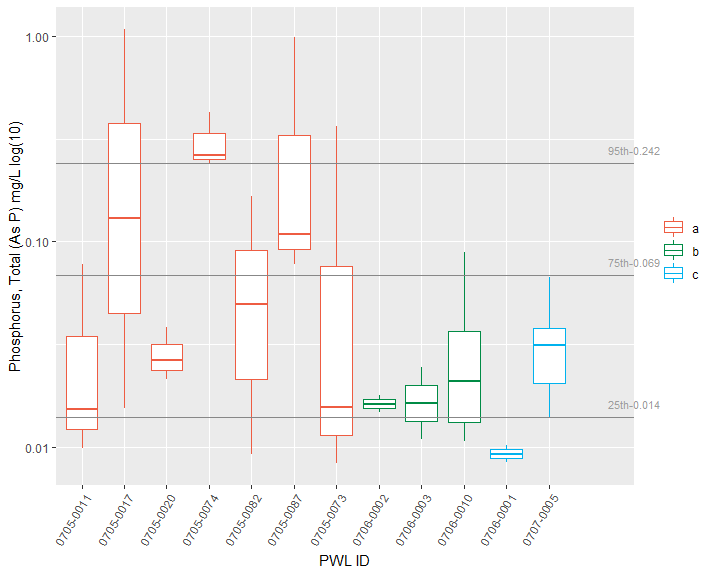 Phosphorus, Total (As P) mg/L log(10)
1.00
0.10
0.01
95th-0.242
75th-0.069
25th-0.014
a
b
c
0705-0011
0705-0017
0705-0020
0705-0074
0705-0082
0705-0087
0705-0073
0706-0002
0706-0003
0706-0010
0706-0001
0707-0005
PWL ID